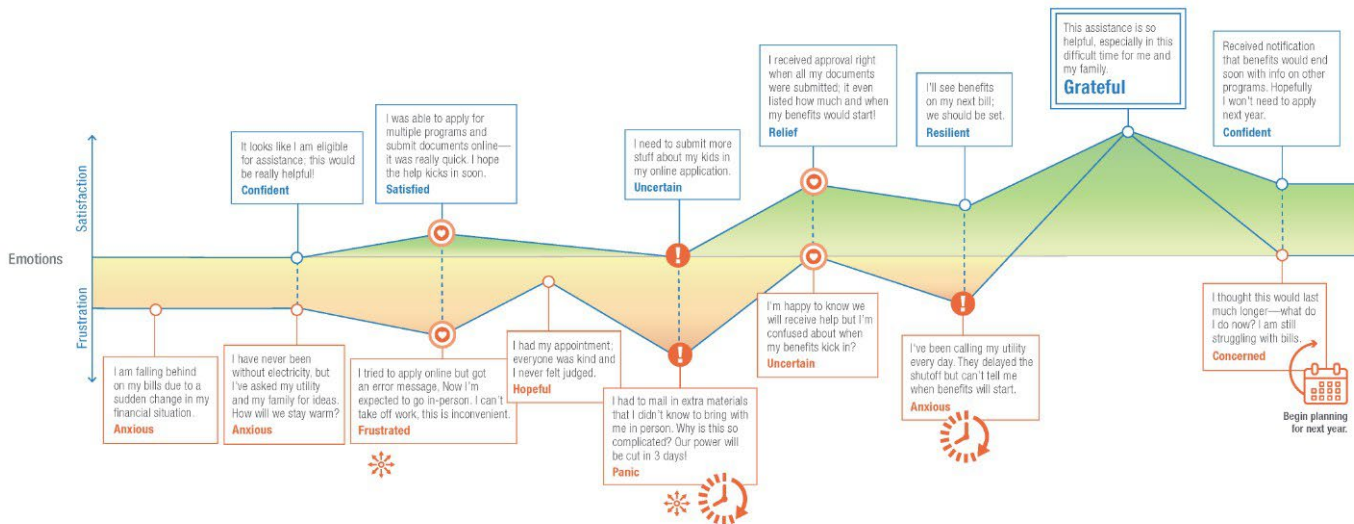 This assistance is so
helpful, especially in this
difficult time for me and
my family.
Grateful
Received notification
that benefits would end
soon with info on other
programs. Hopefully
I won't need to apply
next year.
Confident
I received approval right
when all my documents
were submitted; it even
listed how much and when
my benefits would start!
Relief
I'll see benefits
on my next bill;
we should be set.
Resilient
I was able to apply for
multiple programs and
submit documents online—
it was really quick. I hope
the help kicks in soon.
Satisfied
I need to submit more
stuff about my kids in
my online application.
Uncertain
It looks like I am eligible
for assistance; this would
be really helpful!
Confident
Satisfaction
Emotions
Frustration
I am falling behind
on my bills due to a
sudden change in my
financial situation.
Anxious
I have never been
without electricity, but
I've asked my utility
and my family for ideas.
How will we stay warm?
Anxious
I tried to apply online but got
an error message, Now I'm
expected to go in-person. I can't
take off work, this is inconvenient.
Frustrated
I had my appointment;
everyone was kind and
I never felt judged.
Hopeful
I had to mail in extra materials
that I didn't know to bring with
me in person. Why is this so
complicated? Our power will
be cut in 3 days!
Panic
I'm happy to know we
will receive help but I'm
confused about when
my benefits kick in?
Uncertain
I've been calling my utility
every day. They delayed the
shutoff but can't tell me
when benefits will start.
Anxious
I thought this would last
much longer—what do
I do now? I am still
struggling with bills.
Concerned
Begin planning
for next year.